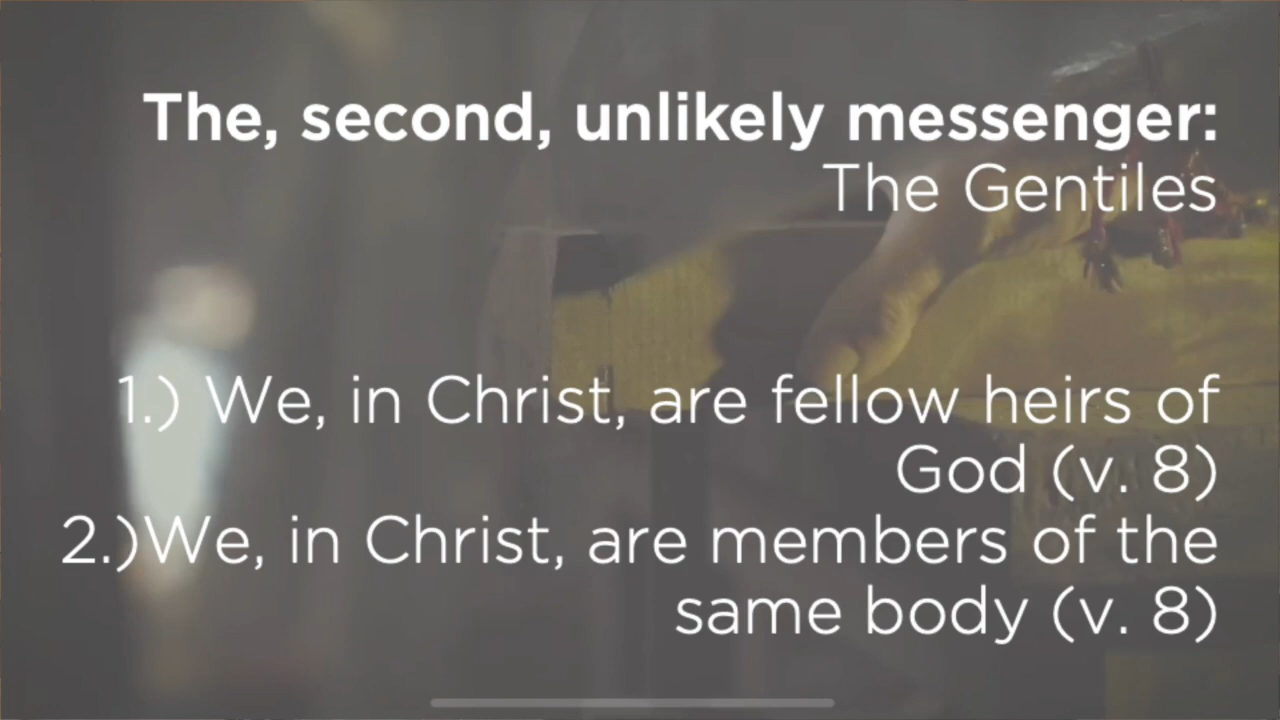 The, second, unlikely messenger:
The Gentiles
1.) We, in Christ, are fellow heirs of
God (v. 8)
2.)We, in Christ, are members of the
same body (v. 8)